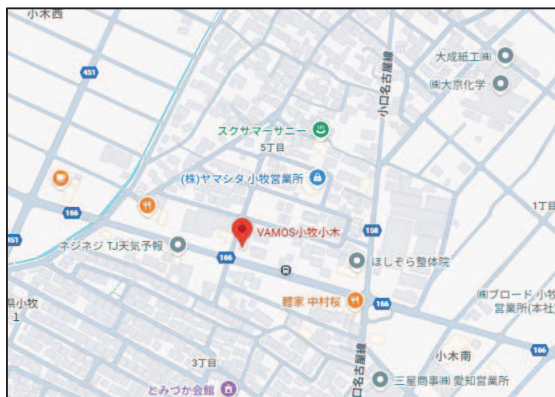 小木西
451
大成紙工㈱
㈱大京化学
小口名古屋線
スクサマーサニー
5丁目
451
(株)ヤマシタ 小牧営業所
1丁目
166
158
VAMOS小牧小木
ネジネジ TJ天気予報
166
ほしぞら整体院
麺家 中村桜
166
㈱ブロード 小牧
営業所(本社)
県小牧
1
小木南
3丁目
口名古屋線
三星商事㈱ 愛知営業所
とみづか会館